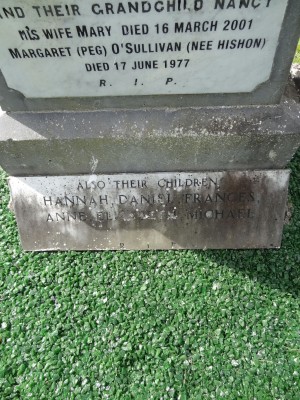 AND THEIR GRANDCHILD NANCY
HIS WIFE MARY DIED 16 MARCH 2001
MARGARET (PEG) O'SULLIVAN (NEE HISHON)
DIED 17 JUNE 1977
R. I. P.
ALSO THEIR CHILDREN
HANNAH, DANIEL, FRANCES,
ANNE, MICHAEL
R. I. P.